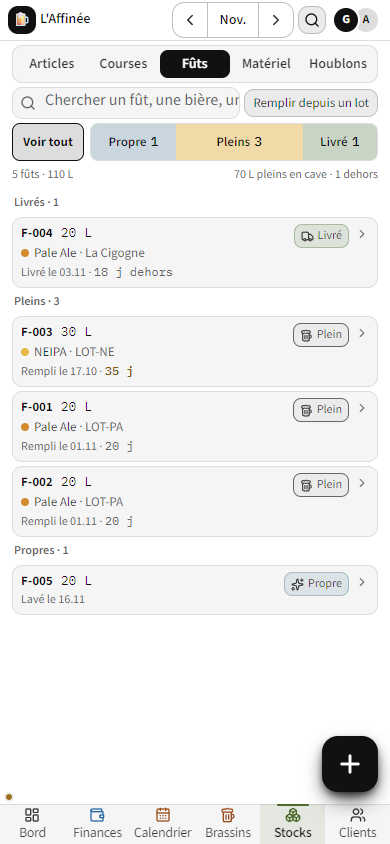 L'Affinée
Nov.
G
A
Articles
Courses
Fûts
Matériel
Houblons
Chercher un fût, une bière, ur
Remplir depuis un lot
Voir tout
Propre 1
Pleins 3
Livré 1
5 fûts · 110 L
70 L pleins en cave · 1 dehors
Livrés · 1
F-004 20 L
Livré
Pale Ale · La Cigogne
Livré le 03.11 · 18 j dehors
Pleins · 3
F-003 30 L
Plein
NEIPA · LOT-NE
Rempli le 17.10 · 35 j
F-001 20 L
Plein
Pale Ale · LOT-PA
Rempli le 01.11 · 20 j
F-002 20 L
Plein
Pale Ale · LOT-PA
Rempli le 01.11 · 20 j
Propres · 1
F-005 20 L
Propre
Lavé le 16.11
Bord
Finances
Calendrier
Brassins
Stocks
Clients